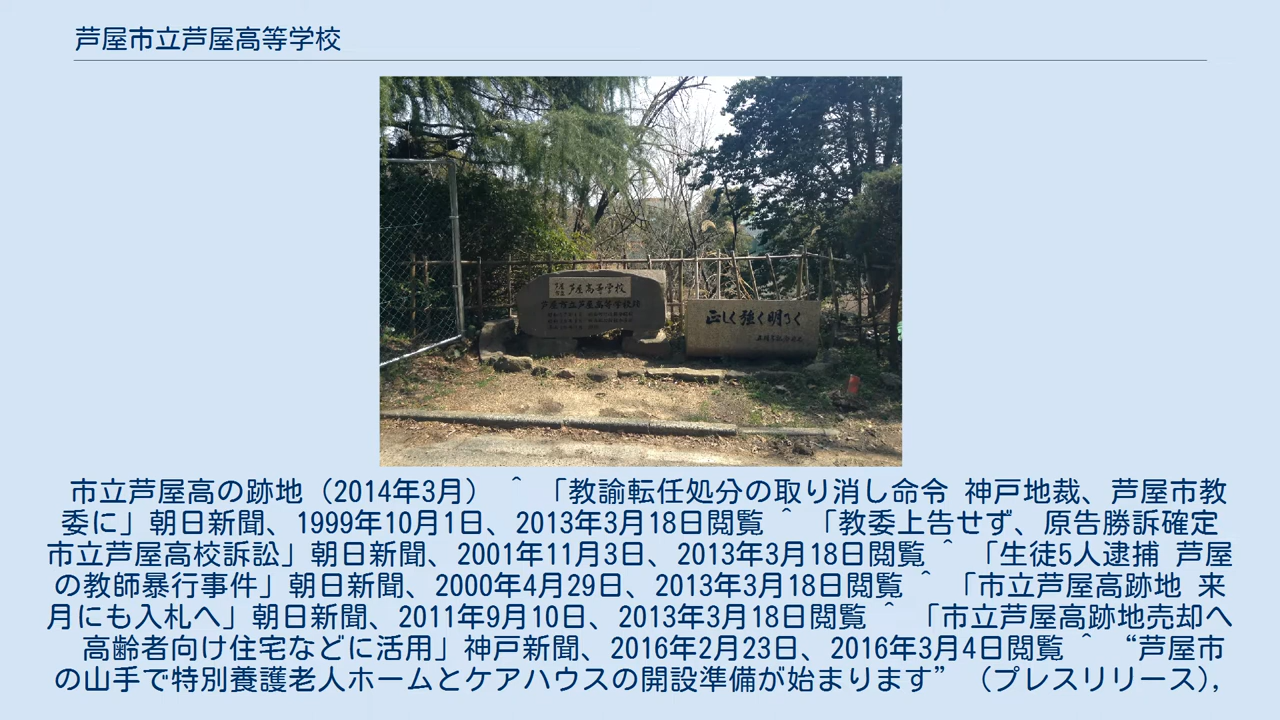 芦屋市立芦屋高等学校
芦屋高等学校
芦屋市立芦屋高等学校跡
正しく強く明るく
市立芦屋高の跡地（2014年3月） ^ 「教諭転任処分の取り消し命令 神戸地裁、芦屋市教
委に」朝日新聞、1999年10月1日、2013年3月18日閲覧 ^ 「教委上告せず、原告勝訴確定
市立芦屋高校訴訟」朝日新聞、2001年11月3日、2013年3月18日閲覧 ^ 「生徒5人逮捕 芦屋
の教師暴行事件」朝日新聞、2000年4月29日、2013年3月18日閲覧 ^ 「市立芦屋高跡地 来
月にも入札へ」朝日新聞、2011年9月10日、2013年3月18日閲覧 ^ 「市立芦屋高跡地売却へ
高齢者向け住宅などに活用」神戸新聞、2016年2月23日、2016年3月4日閲覧 ^ “芦屋市
の山手で特別養護老人ホームとケアハウスの開設準備が始まります” （プレスリリース),